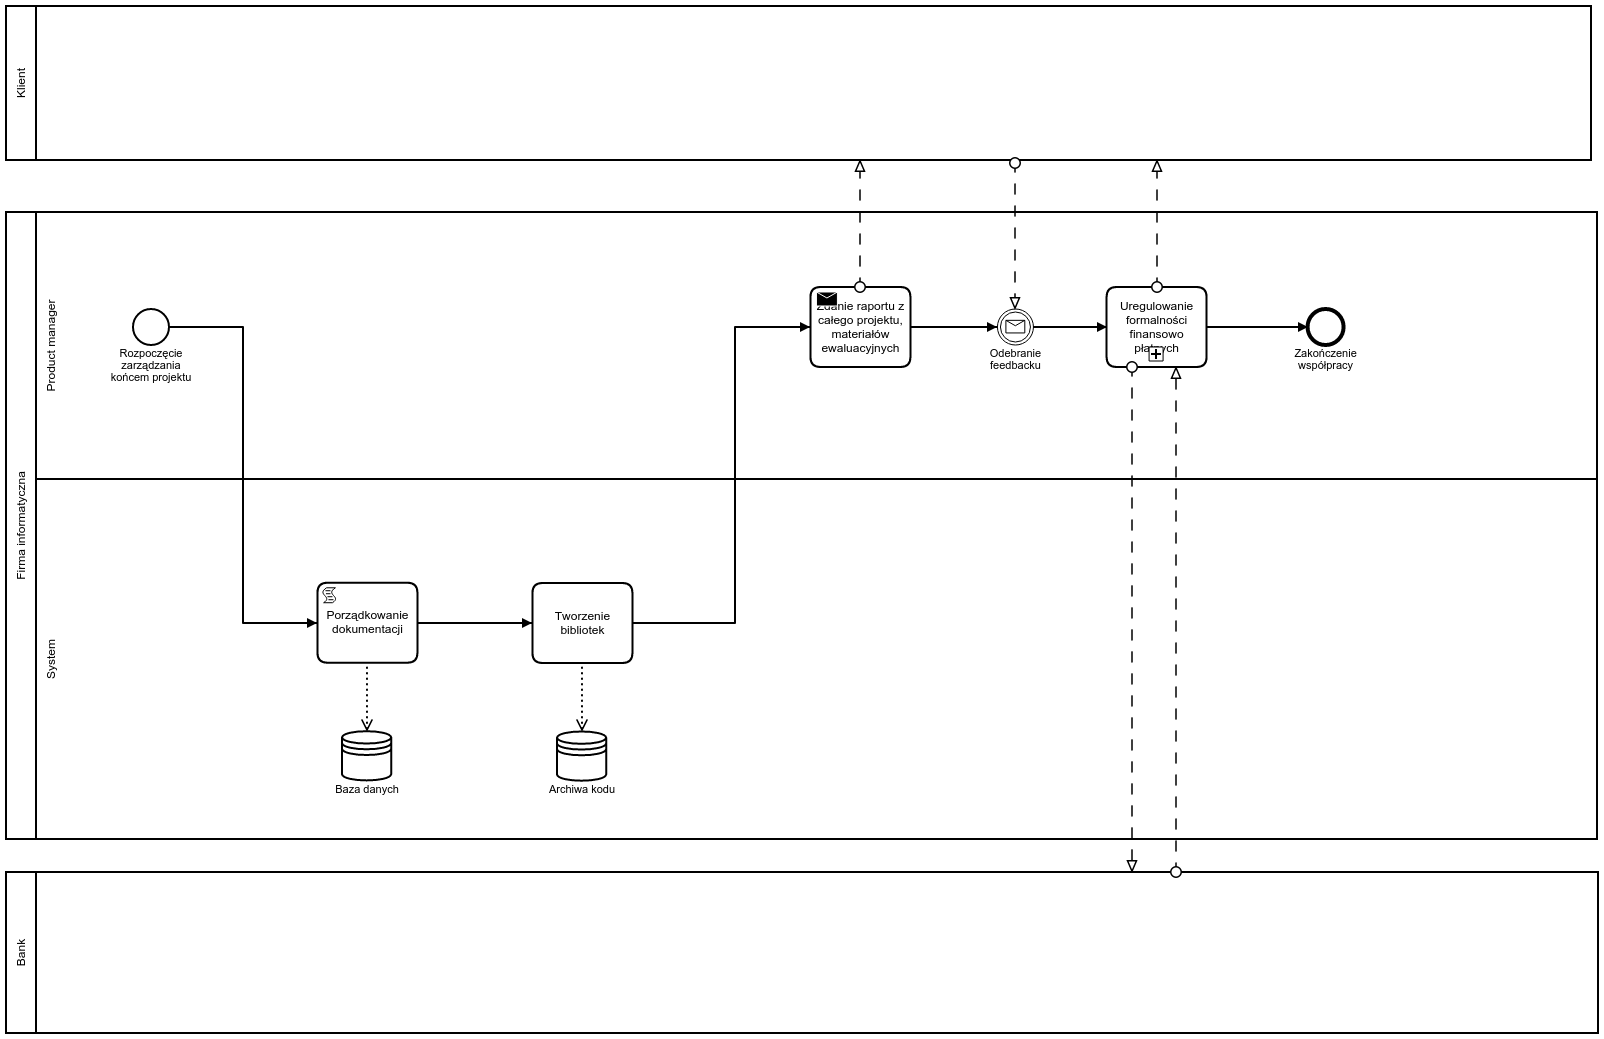 Klient
Firma informatyczna
Product manager
Rozpoczęcie
zarządzania
końcem projektu
Zdanie raportu z
całego projektu,
materiałów
ewaluacyjnych
Odebranie
feedbacku
Uregulowanie
formalności
finansowo
płatnych
Zakończenie
współpracy
System
Porządkowanie
dokumentacji
Tworzenie
bibliotek
Baza danych
Archiwa kodu
Bank